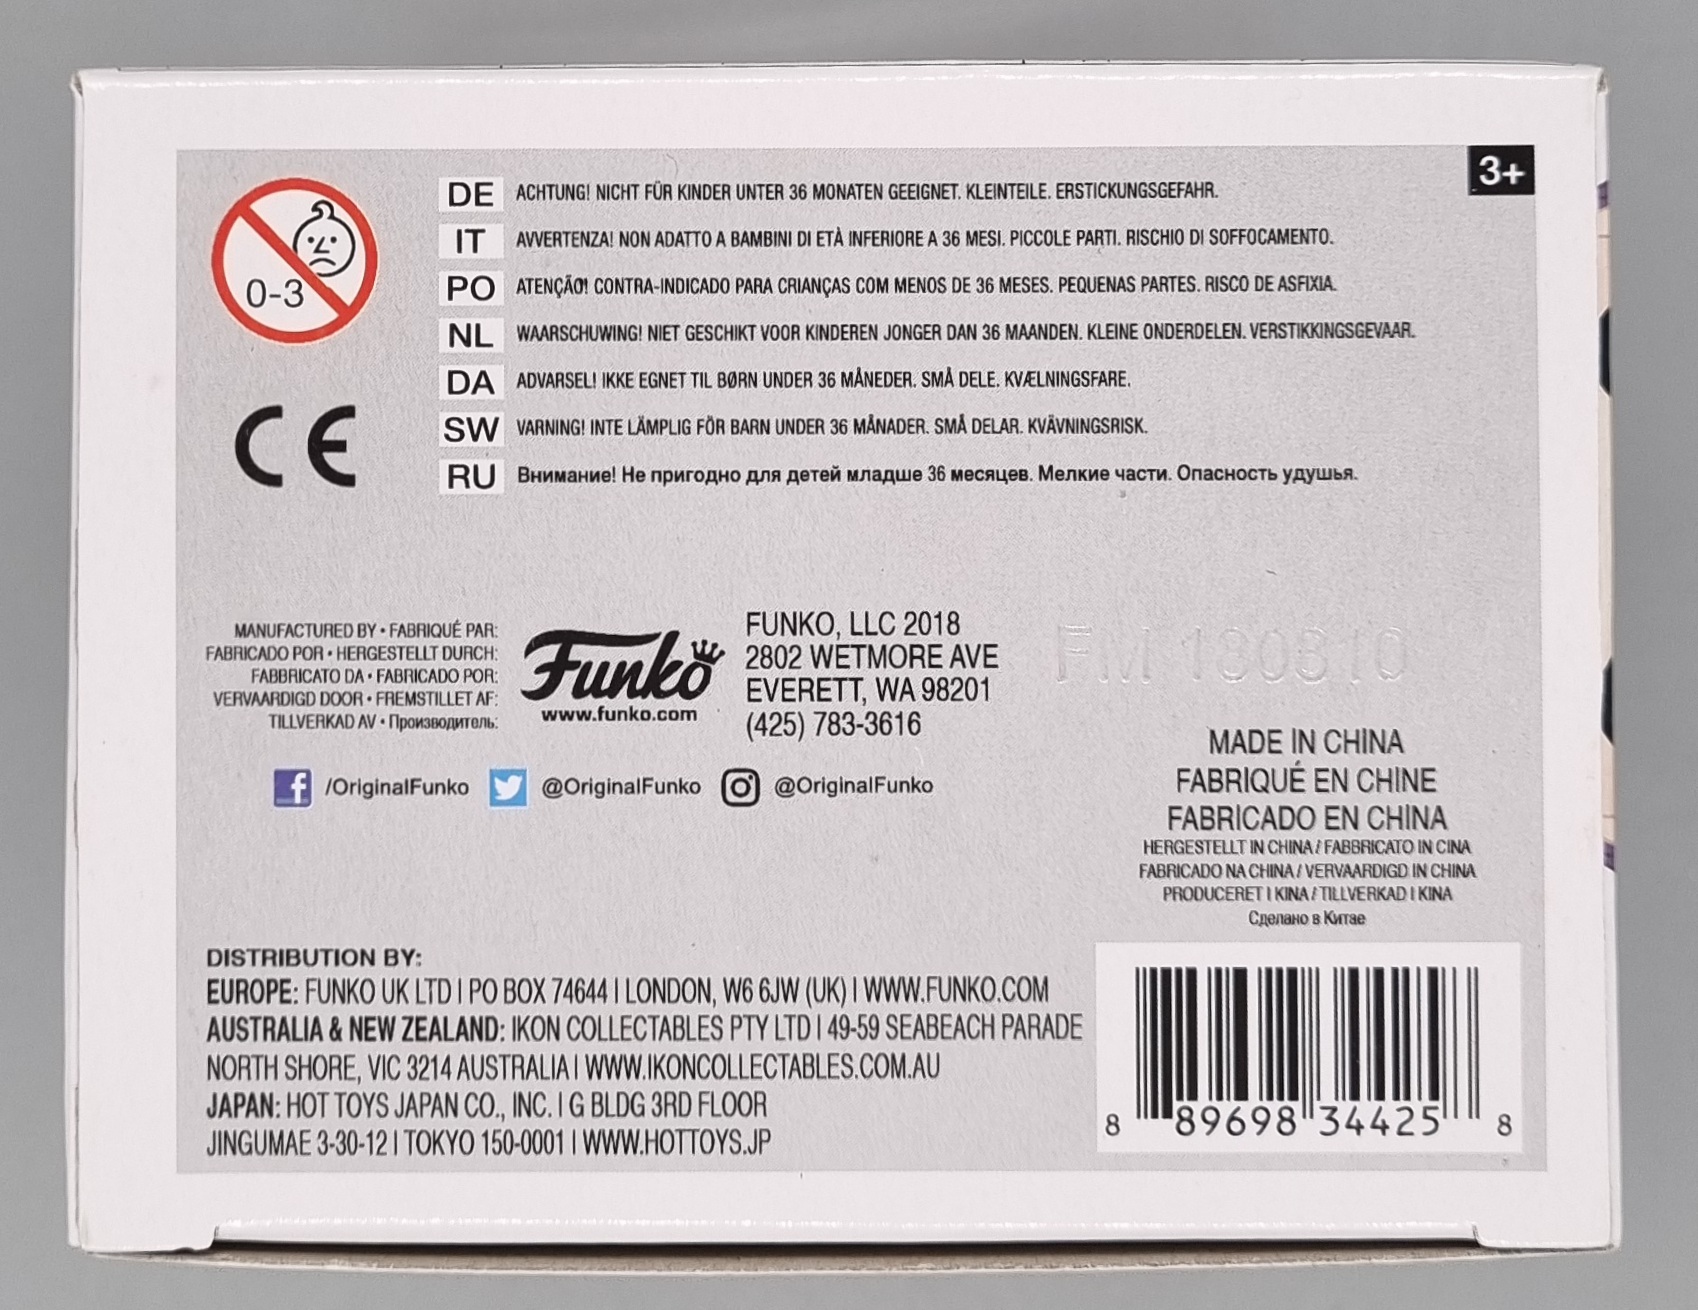 3+
0-3
DE ACHTUNG! NICHT FÜR KINDER UNTER 36 MONATEN GEEIGNET. KLEINTEILE. ERSTICKUNGSGEFAHR.
IT AVVERTENZA! NON ADATTO A BAMBINI DI ETÀ INFERIORE A 36 MESI. PICCOLE PARTI. RISCHIO DI SOFFOCAMENTO.
PO ATENÇÃO! CONTRA-INDICADO PARA CRIANÇAS COM MENOS DE 36 MESES. PEQUENAS PARTES. RISCO DE ASFIXIA.
NL WAARSCHUWING! NIET GESCHIKT VOOR KINDEREN JONGER DAN 36 MAANDEN. KLEINE ONDERDELEN. VERSTIKKINGSGEVAAR.
DA ADVARSEL! IKKE EGNET TIL BØRN UNDER 36 MÅNEDER. SMÅ DELE. KVÆLNINGSFARE.
SW VARNING! INTE LÄMPLIG FÖR BARN UNDER 36 MÅNADER. SMÅ DELAR. KVÄVNINGSRISK.
RU Внимание! Не пригодно для детей младше 36 месяцев. Мелкие части. Опасность удушья.
CE
MANUFACTURED BY • FABRIQUÉ PAR:
FABRICADO POR • HERGESTELLT DURCH:
FABBRICATO DA • FABRICADO POR:
VERVAARDIGD DOOR • FREMSTILLET AF:
TILLVERKAD AV • Производитель:
Funko
www.funko.com
FUNKO, LLC 2018
2802 WETMORE AVE
EVERETT, WA 98201
(425) 783-3616
/OriginalFunko @OriginalFunko @OriginalFunko
MADE IN CHINA
FABRIQUÉ EN CHINE
FABRICADO EN CHINA
HERGESTELLT IN CHINA / FABBRICATO IN CINA
FABRICADO NA CHINA / VERVAARDIGD IN CHINA
PRODUCERET I KINA / TILLVERKAD I KINA
Сделано в Китае
DISTRIBUTION BY:
EUROPE: FUNKO UK LTD | PO BOX 74644 | LONDON, W6 6JW (UK) | WWW.FUNKO.COM
AUSTRALIA & NEW ZEALAND: IKON COLLECTABLES PTY LTD | 49-59 SEABEACH PARADE
NORTH SHORE, VIC 3214 AUSTRALIA | WWW.IKONCOLLECTABLES.COM.AU
JAPAN: HOT TOYS JAPAN CO., INC. | G BLDG 3RD FLOOR
JINGUMAE 3-30-12 | TOKYO 150-0001 | WWW.HOTTOYS.JP
8 89698 34425 8